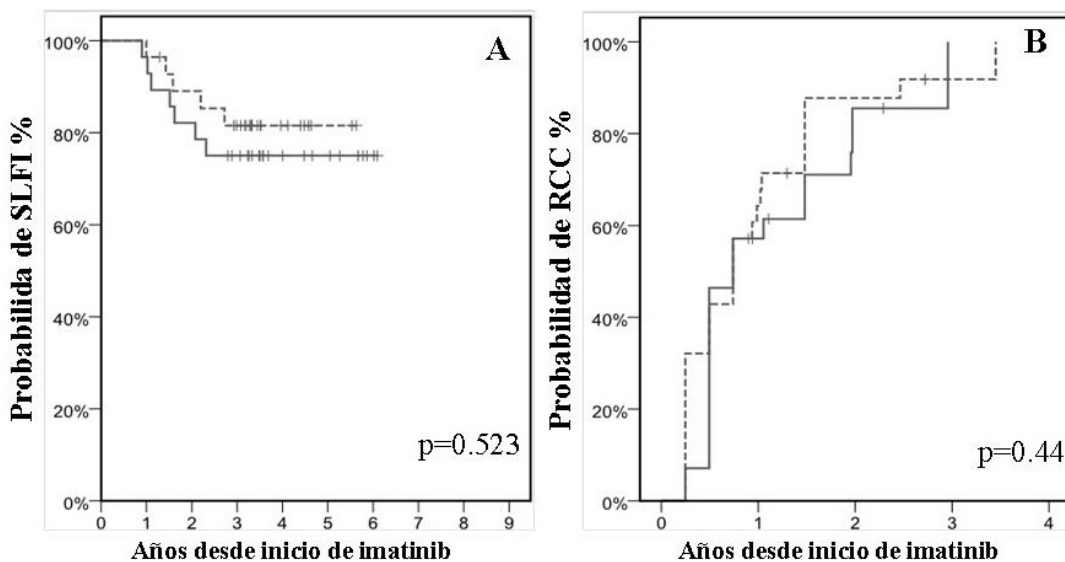 A
Probabilida de SLFI %
100%
80%
60%
40%
20%
0%
p=0.523
0 1 2 3 4 5 6 7 8 9
Años desde inicio de imatinib
B
Probabilidad de RCC %
100%
80%
60%
40%
20%
0%
p=0.44
0 1 2 3 4
Años desde inicio de imatinib